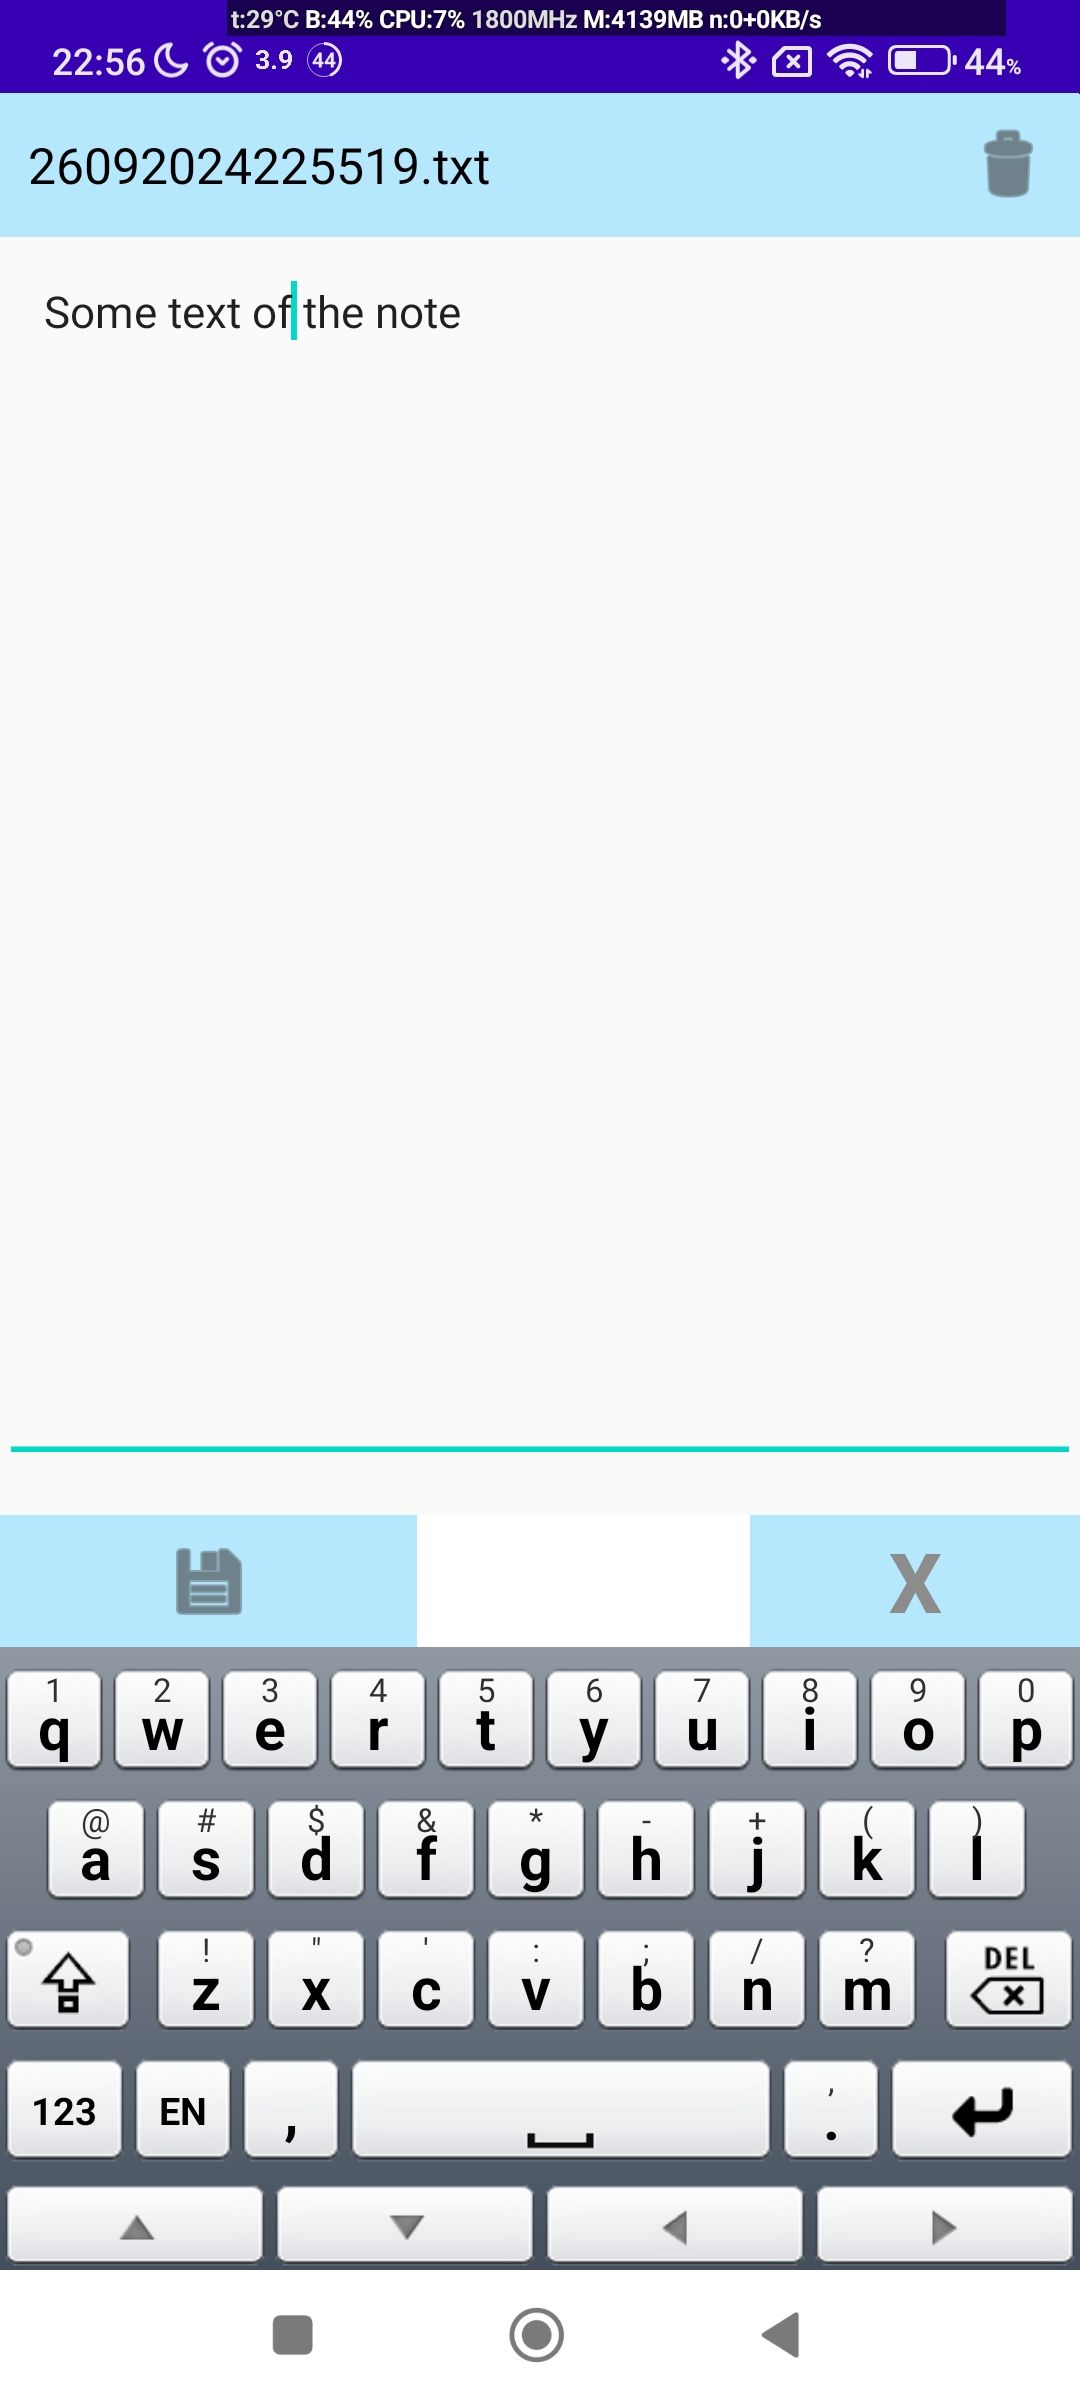 t:29°C B:44% CPU:7% 1800MHz M:4139MB n:0+0KB/s
22:56 3.9 44 44%
26092024225519.txt
Some text of the note
X
1 2 3 4 5 6 7 8 9 0
q w e r t y u i o p
@ # $ & * - + ( )
a s d f g h j k l
! " ' : ; / ?
z x c v b n m DEL
123 EN , ' .